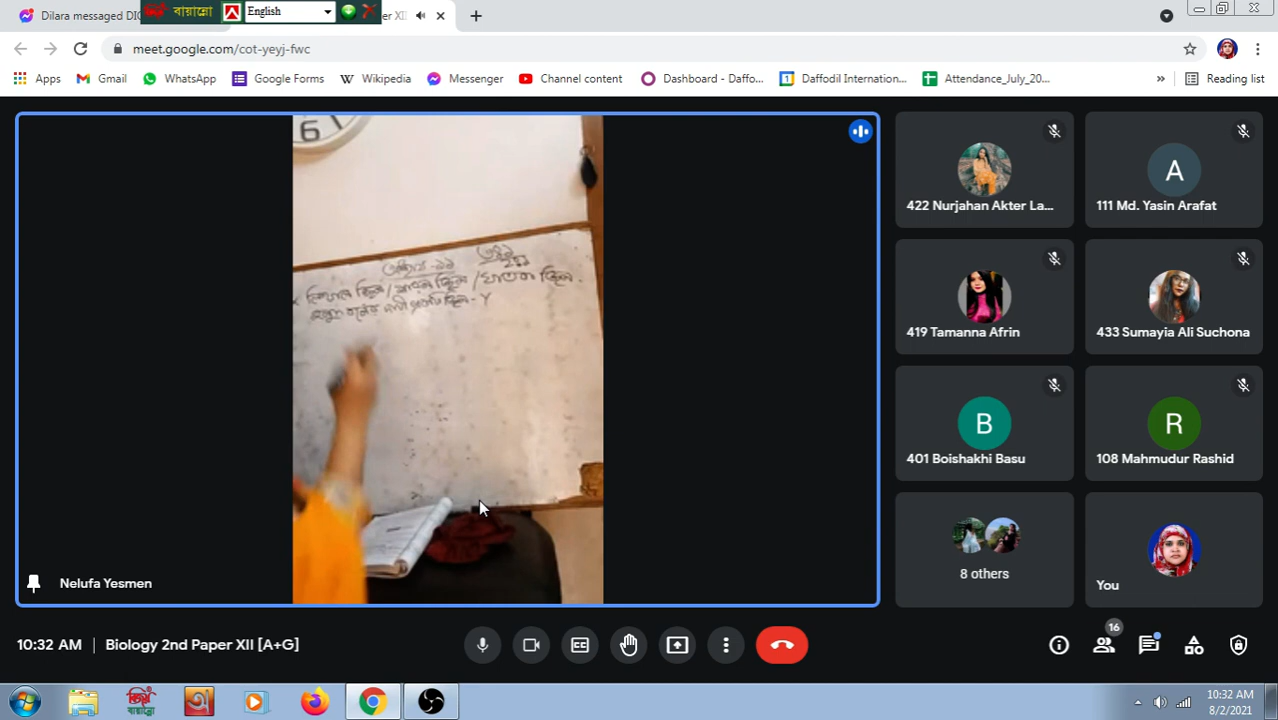 Dilara messaged DI
বায়ান্নো
English
XII
meet.google.com/cot-yeyj-fwc
Apps
Gmail
WhatsApp
Google Forms
Wikipedia
Messenger
Channel content
Dashboard - Daffo...
Daffodil Internation...
Attendance_July_20...
»
Reading list
422 Nurjahan Akter La...
A
111 Md. Yasin Arafat
419 Tamanna Afrin
433 Sumayia Ali Suchona
B
401 Boishakhi Basu
R
108 Mahmudur Rashid
8 others
You
Nelufa Yesmen
10:32 AM | Biology 2nd Paper XII [A+G]
CC
16
10:32 AM
8/2/2021